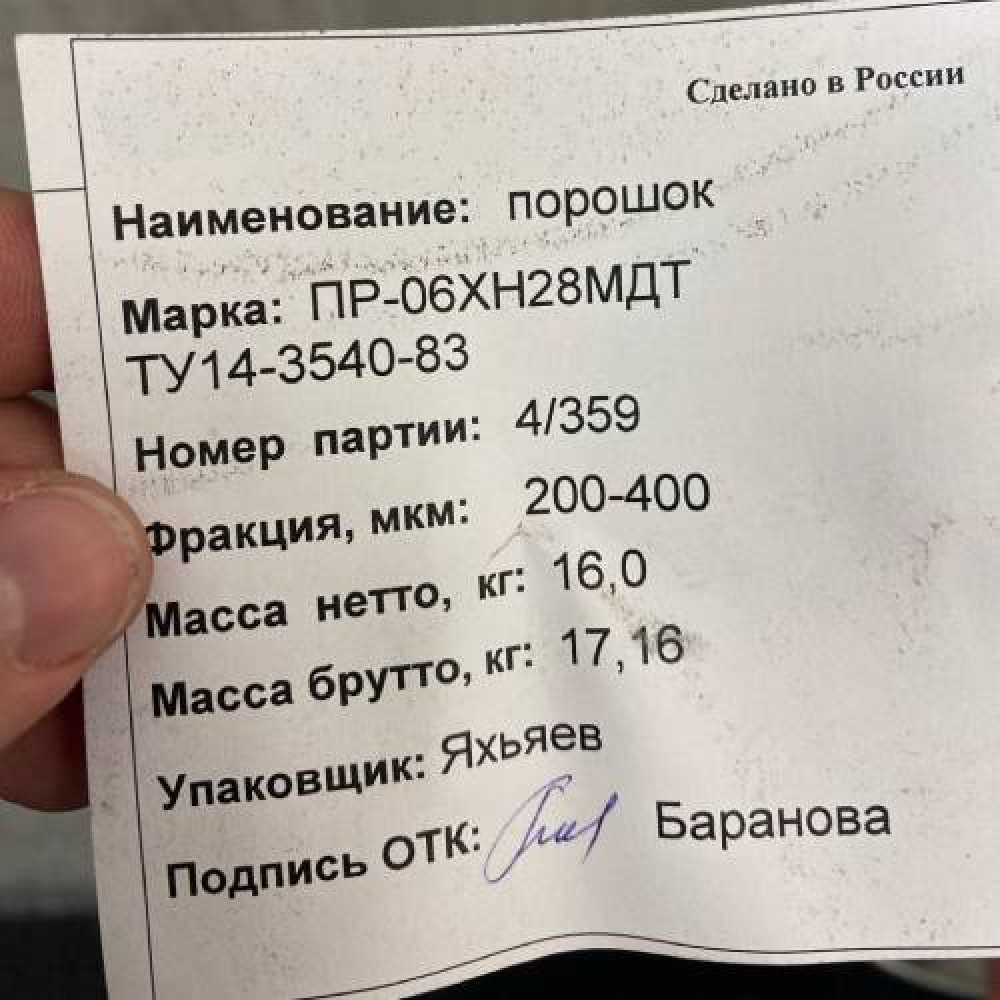 Сделано в России
Наименование: порошок
Марка: ПР-06ХН28МДТ
ТУ14-3540-83
Номер партии: 4/359
Фракция, мкм: 200-400
Масса нетто, кг: 16,0
Масса брутто, кг: 17,16
Упаковщик: Яхьяев
Подпись ОТК: Баранова